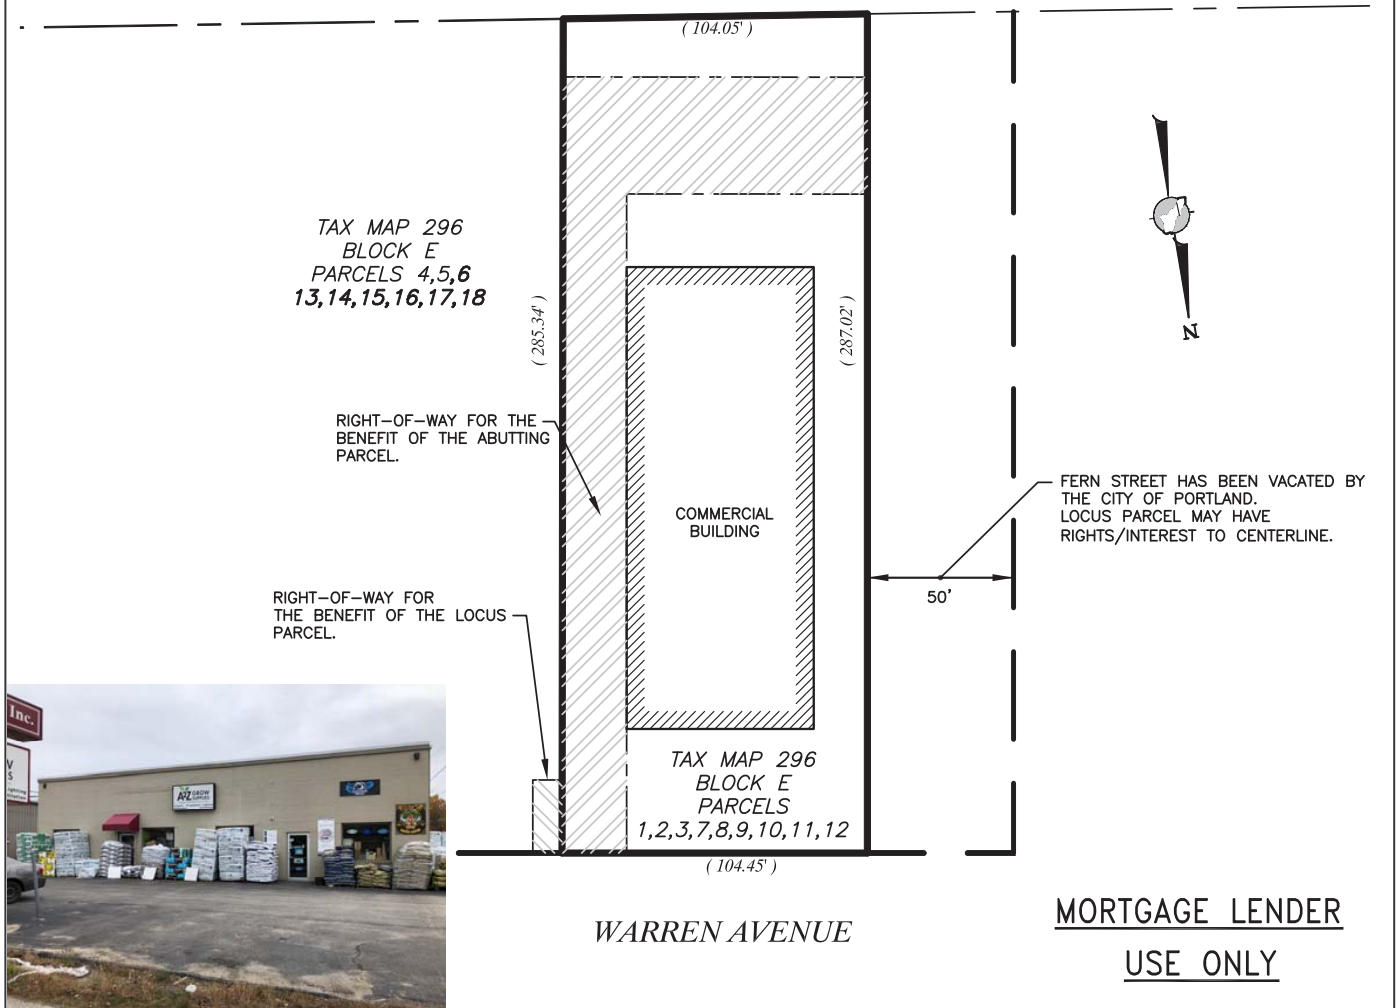 ( 104.05' )
TAX MAP 296
BLOCK E
PARCELS 4,5,6
13,14,15,16,17,18
( 285.34' )
( 287.02' )
N
RIGHT-OF-WAY FOR THE
BENEFIT OF THE ABUTTING
PARCEL.
COMMERCIAL
BUILDING
FERN STREET HAS BEEN VACATED BY
THE CITY OF PORTLAND.
LOCUS PARCEL MAY HAVE
RIGHTS/INTEREST TO CENTERLINE.
50'
RIGHT-OF-WAY FOR
THE BENEFIT OF THE LOCUS
PARCEL.
Inc.
A2Z GROW
TAX MAP 296
BLOCK E
PARCELS
1,2,3,7,8,9,10,11,12
( 104.45' )
WARREN AVENUE
MORTGAGE LENDER
USE ONLY